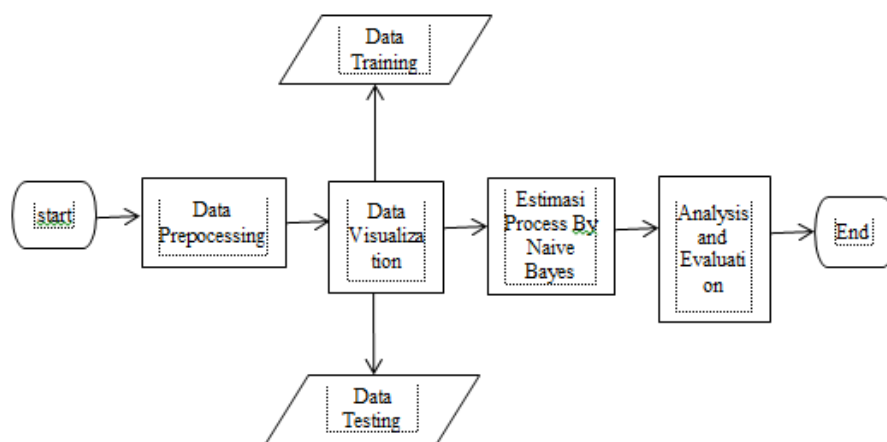 Data
Training
start
Data
Prepocessing
Data
Visualiza
tion
Estimasi
Process By
Naive
Bayes
Analysis
and
Evaluati
on
End
Data
Testing